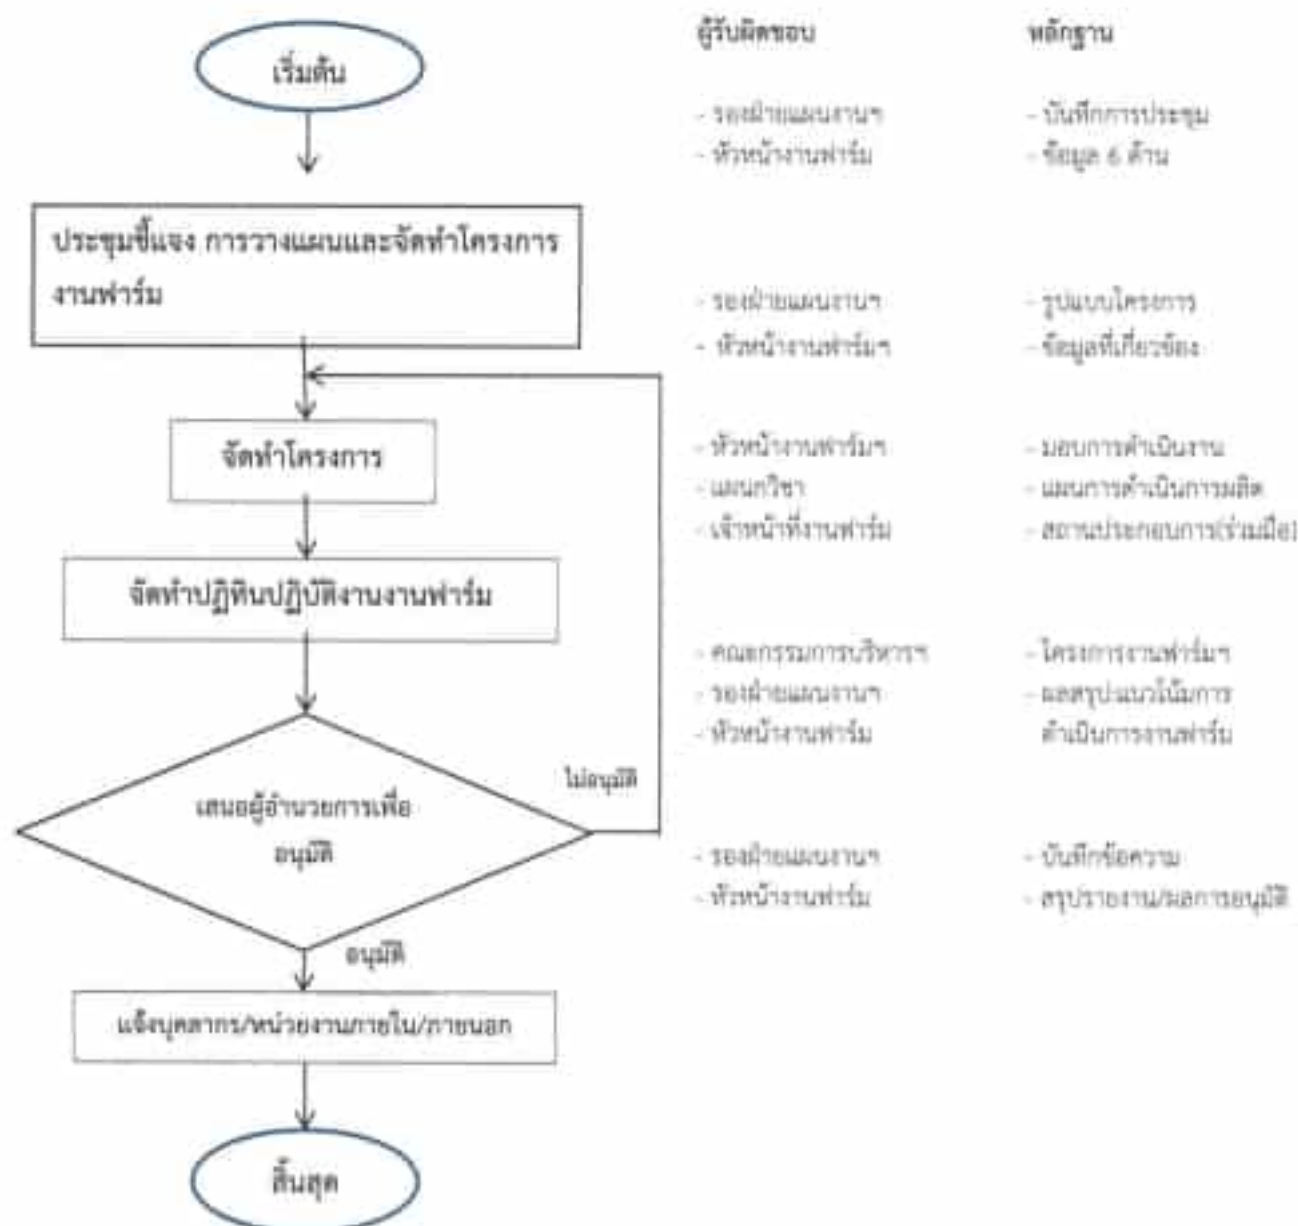 เริ่มต้น
ประชุมชี้แจง การวางแผนและจัดทำโครงการ
งานฟาร์ม
จัดทำโครงการ
จัดทำปฏิทินปฏิบัติงานงานฟาร์ม
เสนอผู้อำนวยการเพื่อ
อนุมัติ
ไม่อนุมัติ
อนุมัติ
แจ้งบุคลากร/หน่วยงานภายใน/ภายนอก
สิ้นสุด
ผู้รับผิดชอบ
- รองฝ่ายแผนงานฯ
- หัวหน้างานฟาร์ม
- รองฝ่ายแผนงานฯ
- หัวหน้างานฟาร์มฯ
- หัวหน้างานฟาร์มฯ
- แผนกวิชา
- เจ้าหน้าที่งานฟาร์ม
- คณะกรรมการบริหารฯ
- รองฝ่ายแผนงานฯ
- หัวหน้างานฟาร์ม
- รองฝ่ายแผนงานฯ
- หัวหน้างานฟาร์ม
หลักฐาน
- บันทึกการประชุม
- ข้อมูล 6 ด้าน
- รูปแบบโครงการ
- ข้อมูลที่เกี่ยวข้อง
- มอบการดำเนินงาน
- แผนการดำเนินการผลิต
- สถานประกอบการ(ร่วมมือ)
- โครงการงานฟาร์มฯ
- ผลสรุปแนวโน้มการ
ดำเนินการงานฟาร์ม
- บันทึกข้อความ
- สรุปรายงาน/ผลการอนุมัติ